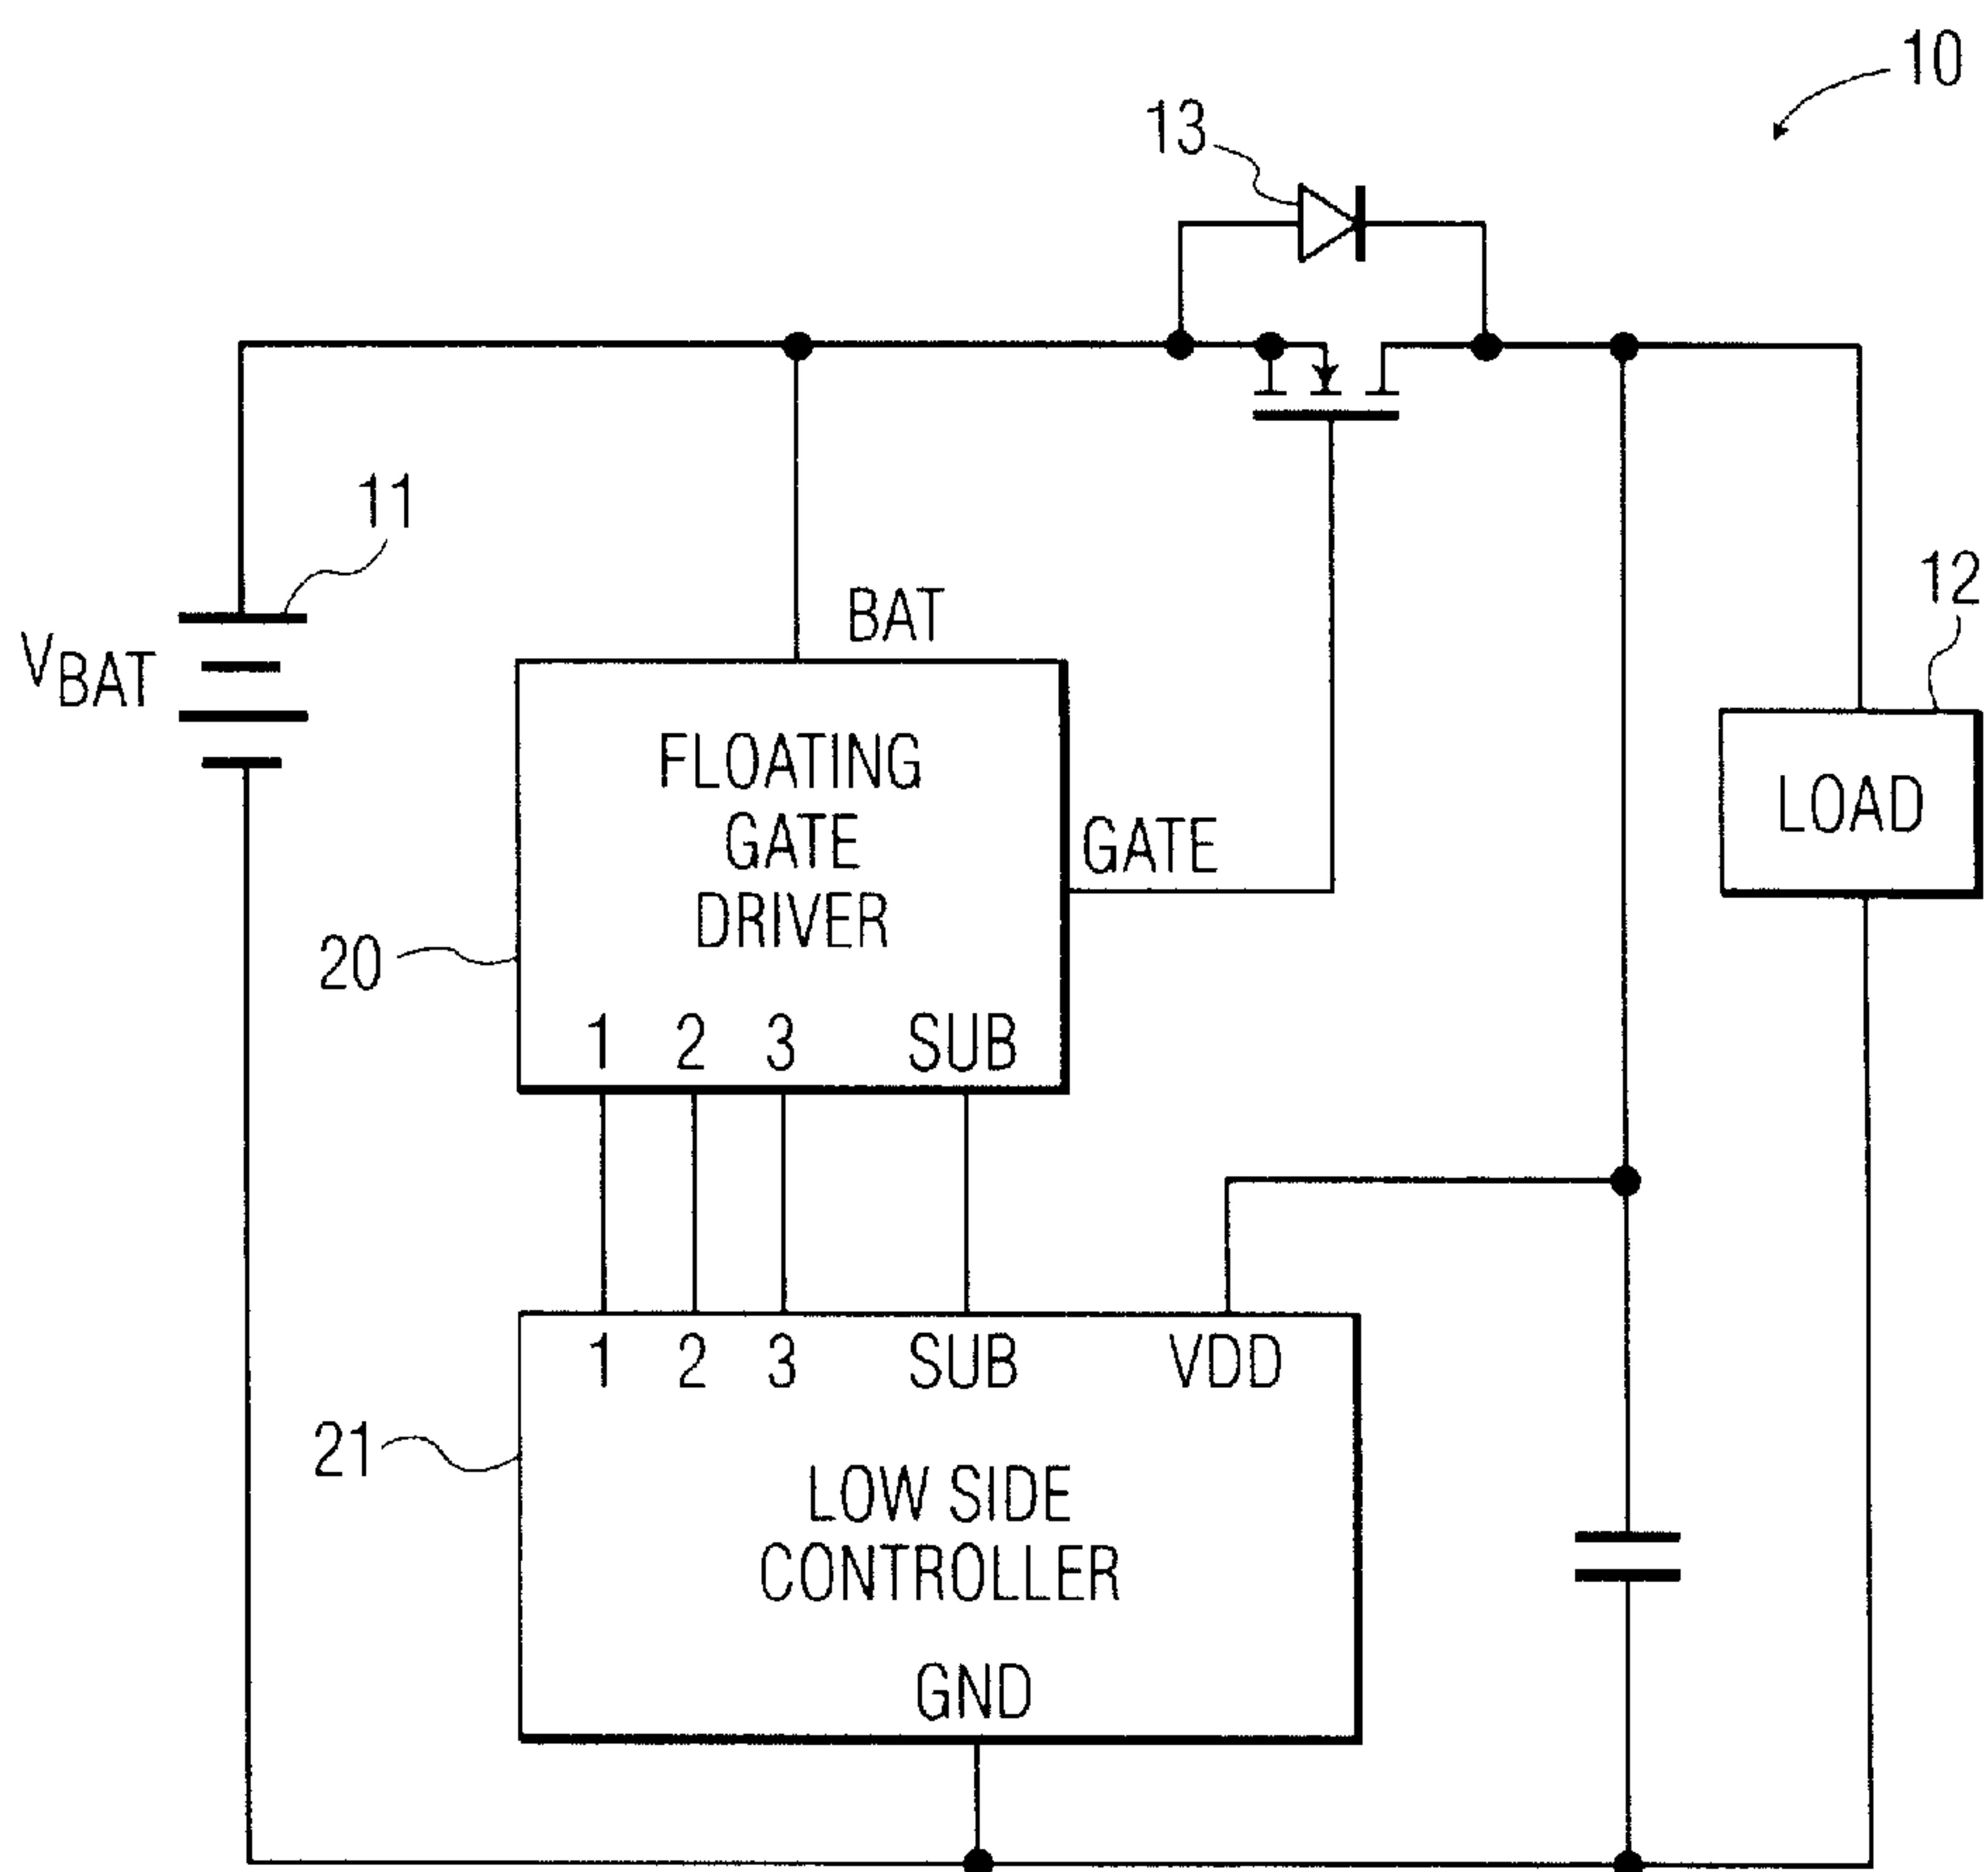 10
13
11
V BAT
BAT
12
FLOATING
GATE
DRIVER
GATE
LOAD
20
1 2 3 SUB
1 2 3 SUB VDD
21
LOW SIDE
CONTROLLER
GND